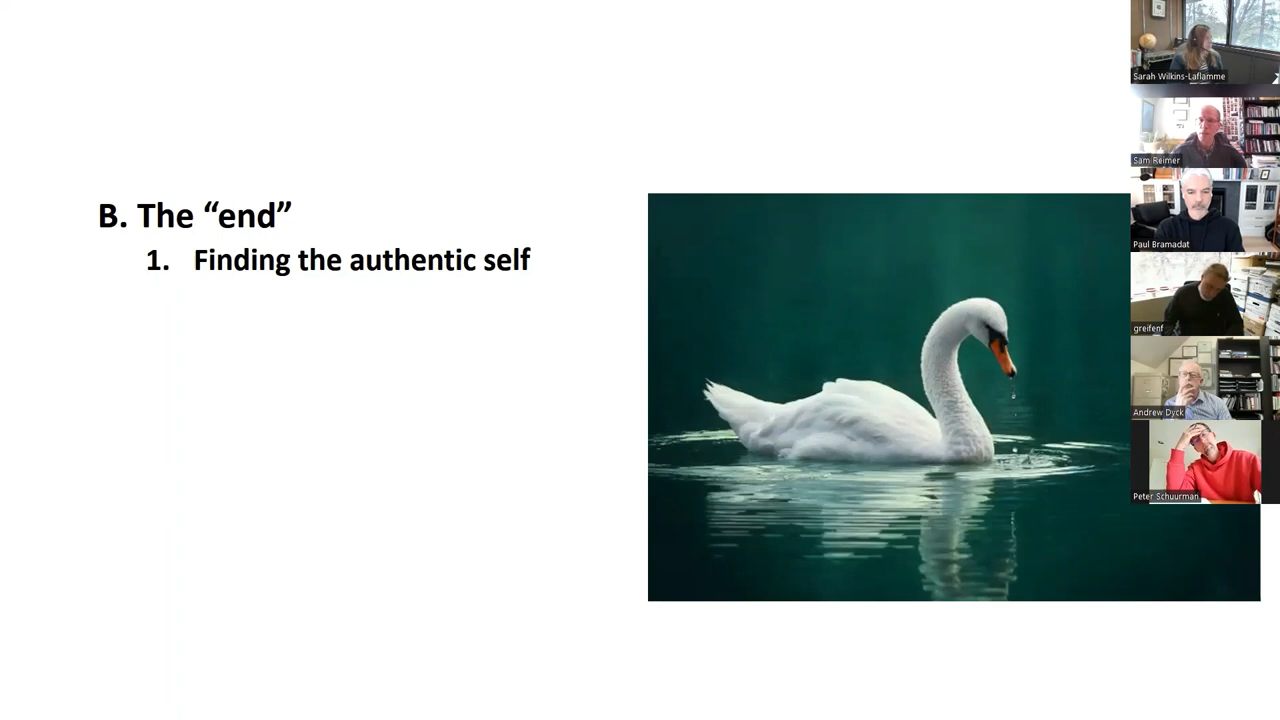 B. The “end”
1. Finding the authentic self
Sarah Wilkins-Laflamme
Sam Reimer
Paul Bramadat
greifenf
Andrew Dyck
Peter Schuurman